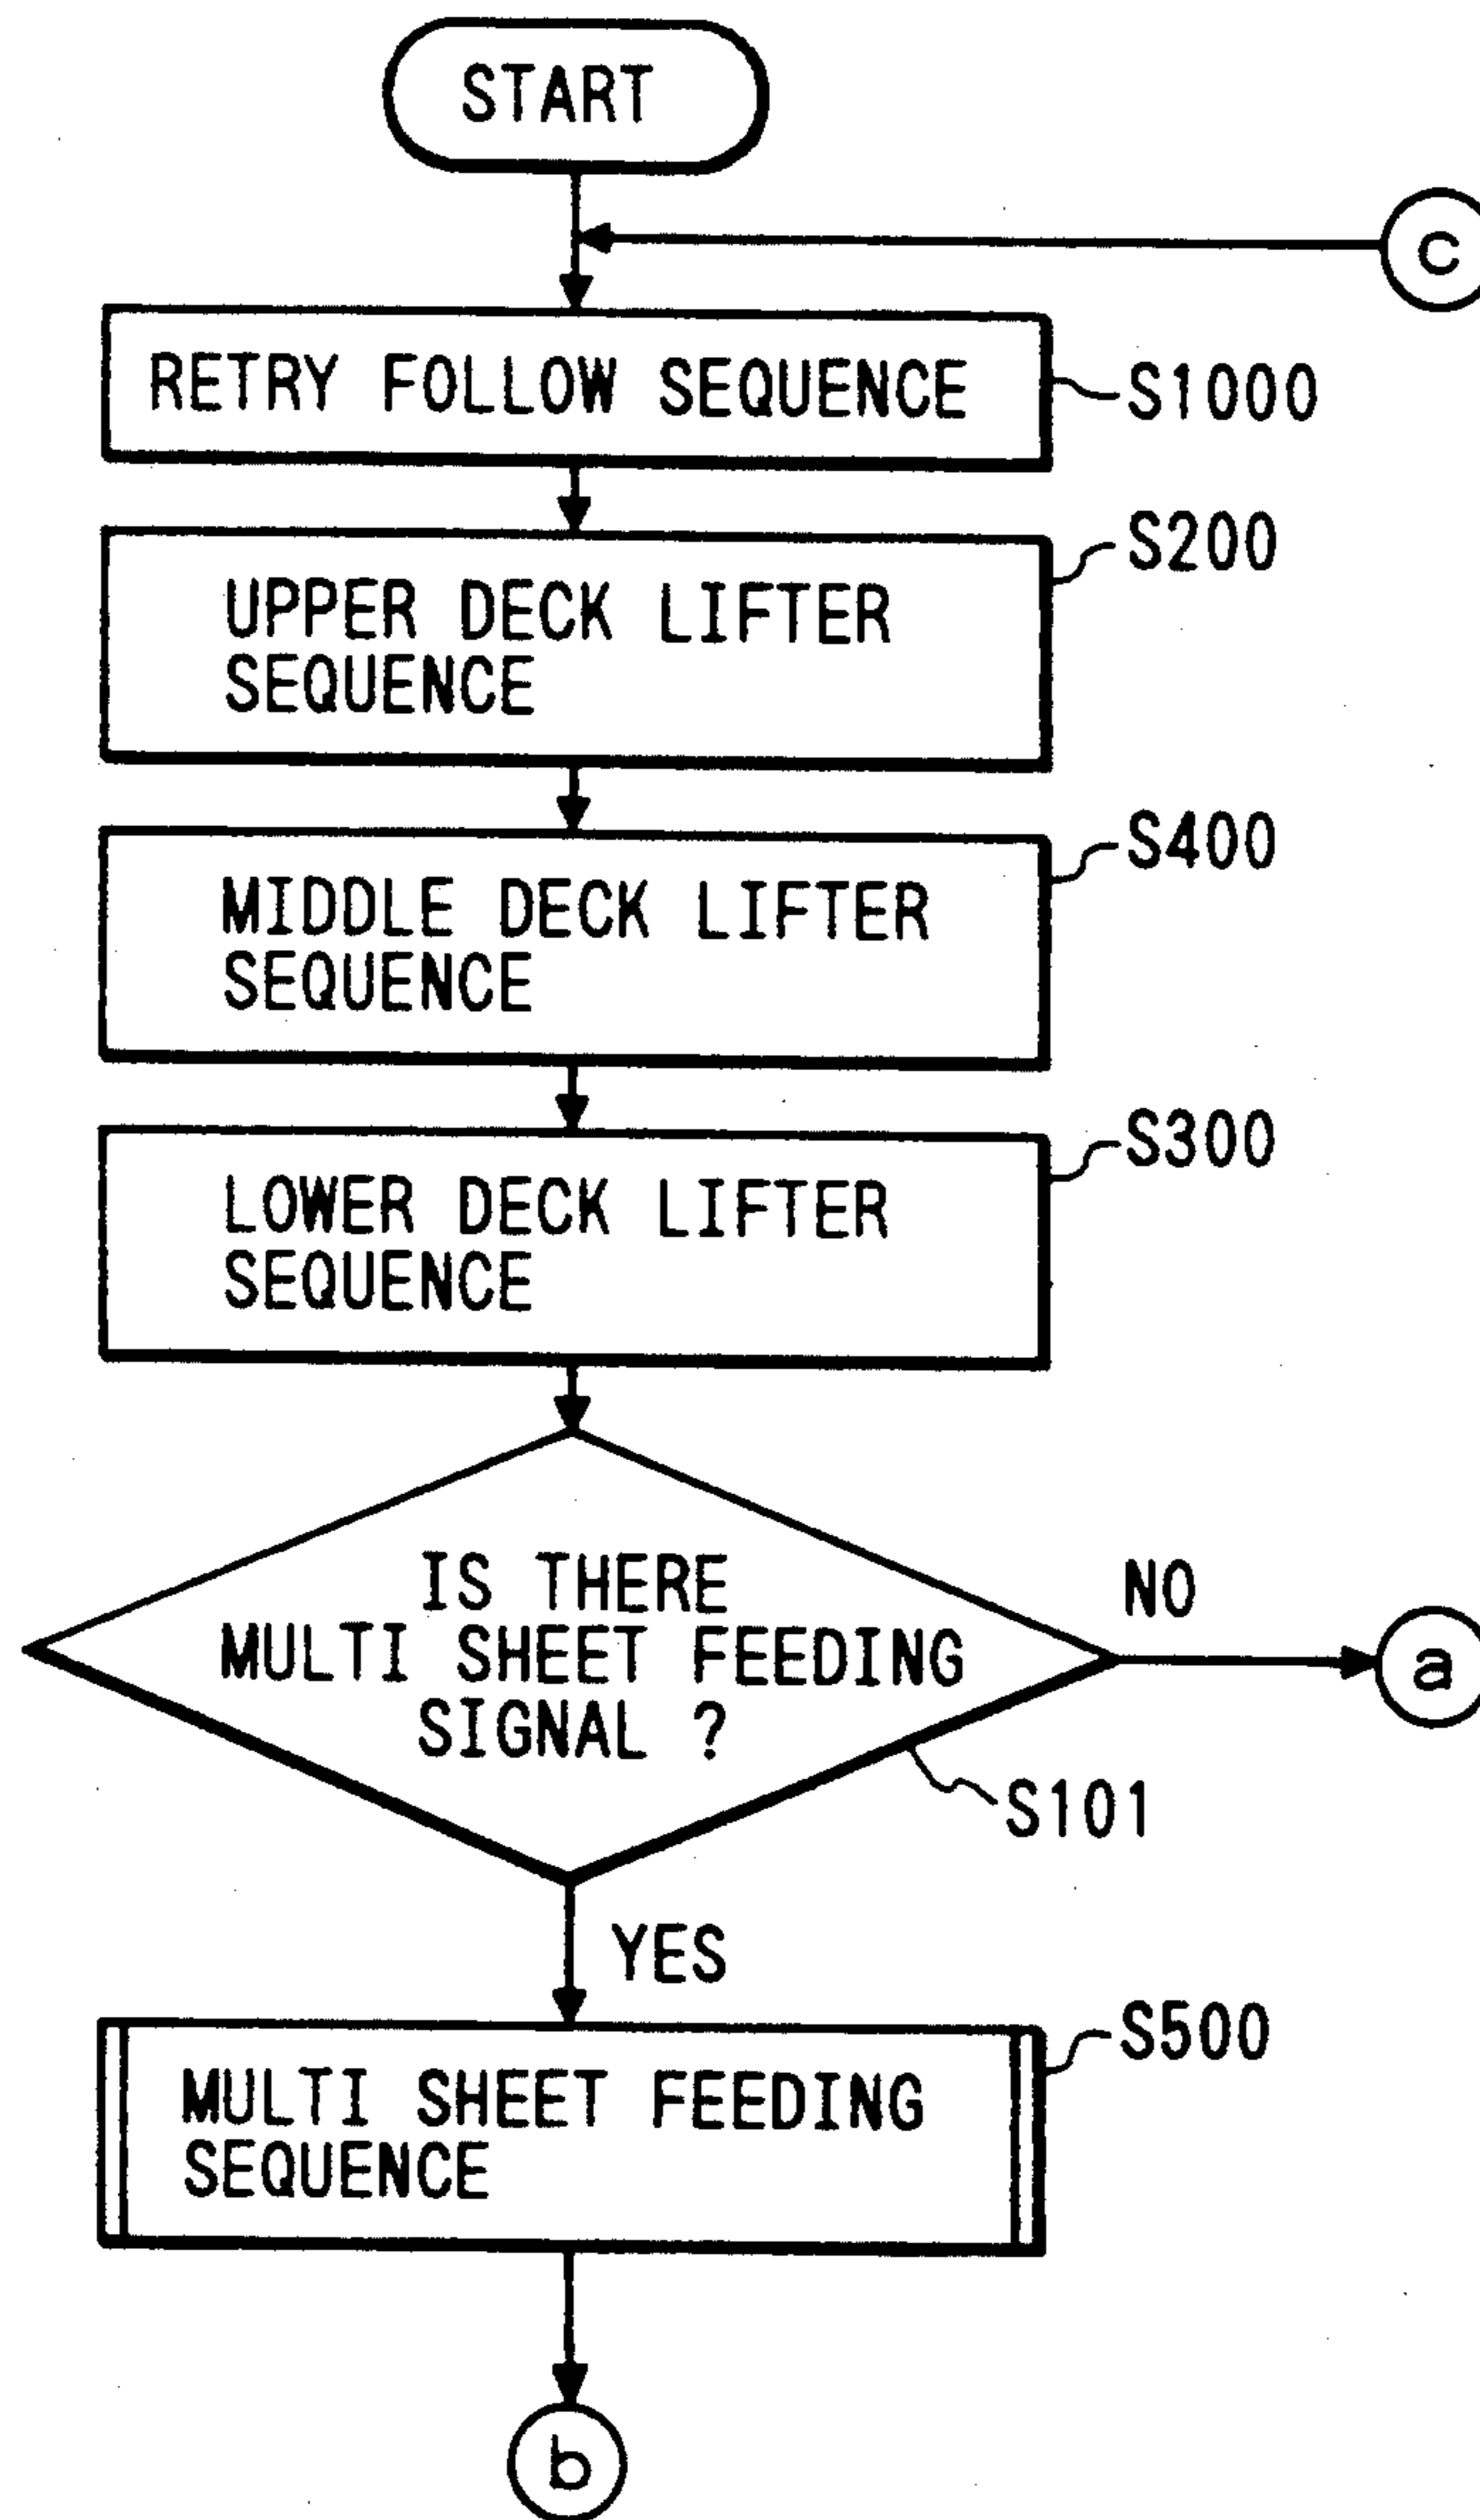 START
c
RETRY FOLLOW SEQUENCE
S1000
S200
UPPER DECK LIFTER
SEQUENCE
S400
MIDDLE DECK LIFTER
SEQUENCE
S300
LOWER DECK LIFTER
SEQUENCE
IS THERE
MULTI SHEET FEEDING
SIGNAL ?
NO
a
S101
YES
S500
MULTI SHEET FEEDING
SEQUENCE
b